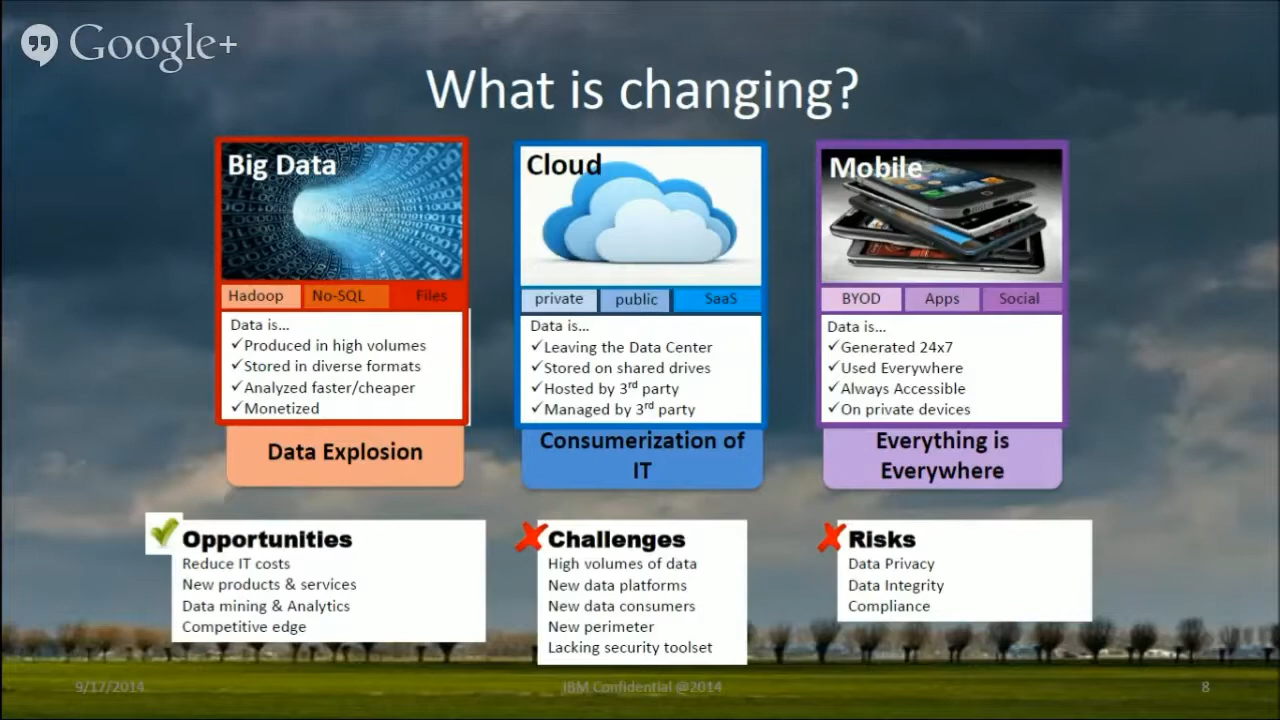 Google+
What is changing?
Big Data
Hadoop No-SQL Files
Data is...
✓Produced in high volumes
✓Stored in diverse formats
✓Analyzed faster/cheaper
✓Monetized
Data Explosion
Cloud
private public SaaS
Data is...
✓Leaving the Data Center
✓Stored on shared drives
✓Hosted by 3rd party
✓Managed by 3rd party
Consumerization of
IT
Mobile
BYOD Apps Social
Data is...
✓Generated 24x7
✓Used Everywhere
✓Always Accessible
✓On private devices
Everything is
Everywhere
Opportunities
Reduce IT costs
New products & services
Data mining & Analytics
Competitive edge
Challenges
High volumes of data
New data platforms
New data consumers
New perimeter
Lacking security toolset
Risks
Data Privacy
Data Integrity
Compliance
9/17/2014
IBM Confidential @2014
8